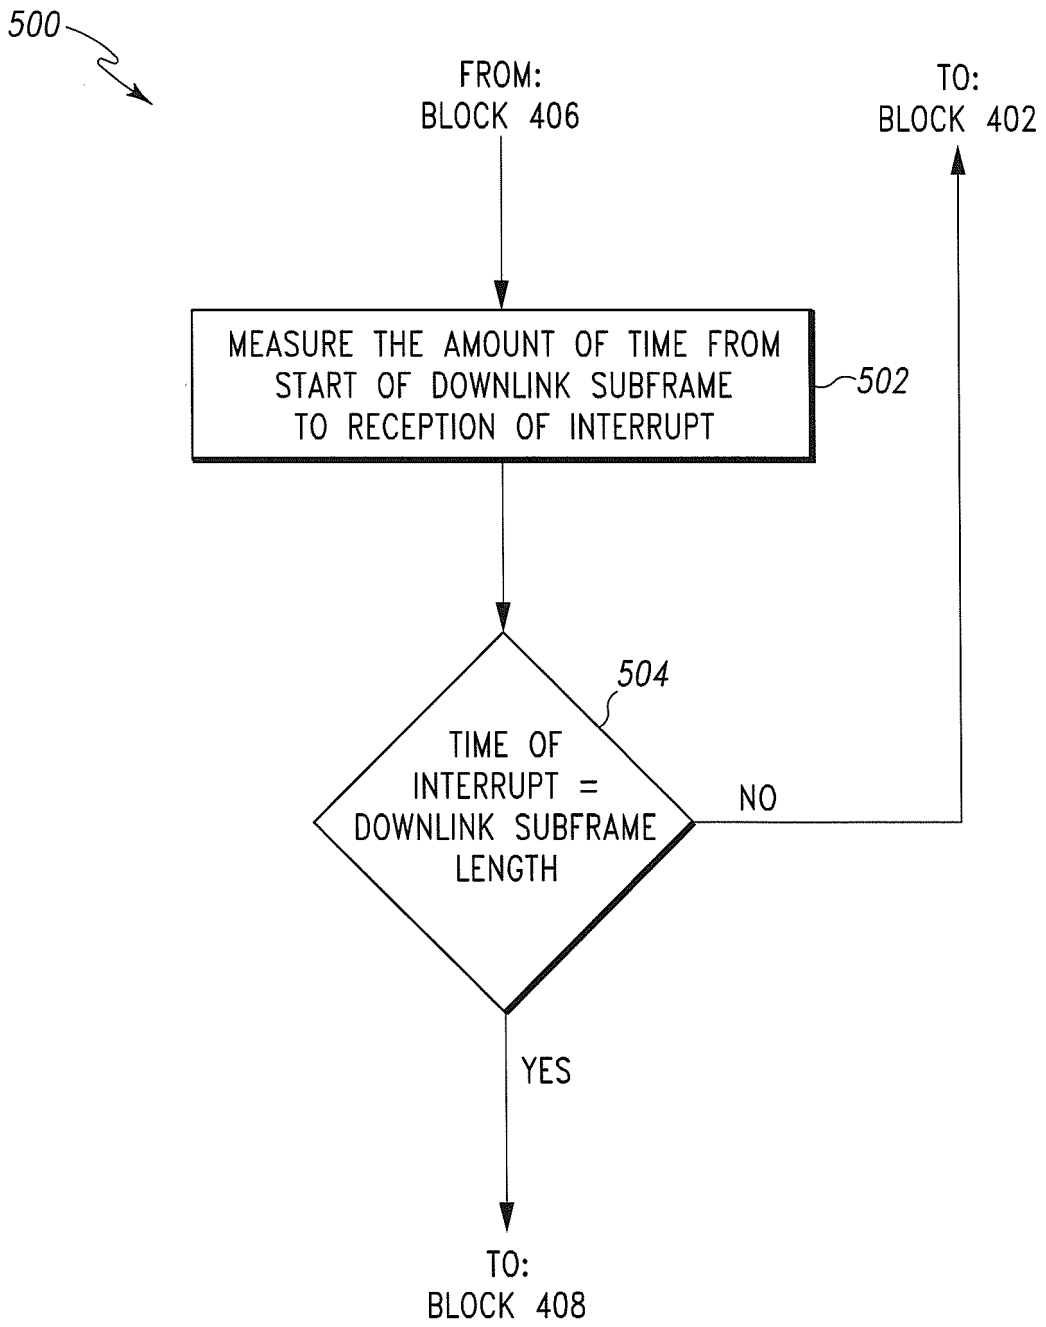 500
FROM:
BLOCK 406
TO:
BLOCK 402
MEASURE THE AMOUNT OF TIME FROM
START OF DOWNLINK SUBFRAME
TO RECEPTION OF INTERRUPT
502
504
TIME OF
INTERRUPT =
DOWNLINK SUBFRAME
LENGTH
NO
YES
TO:
BLOCK 408